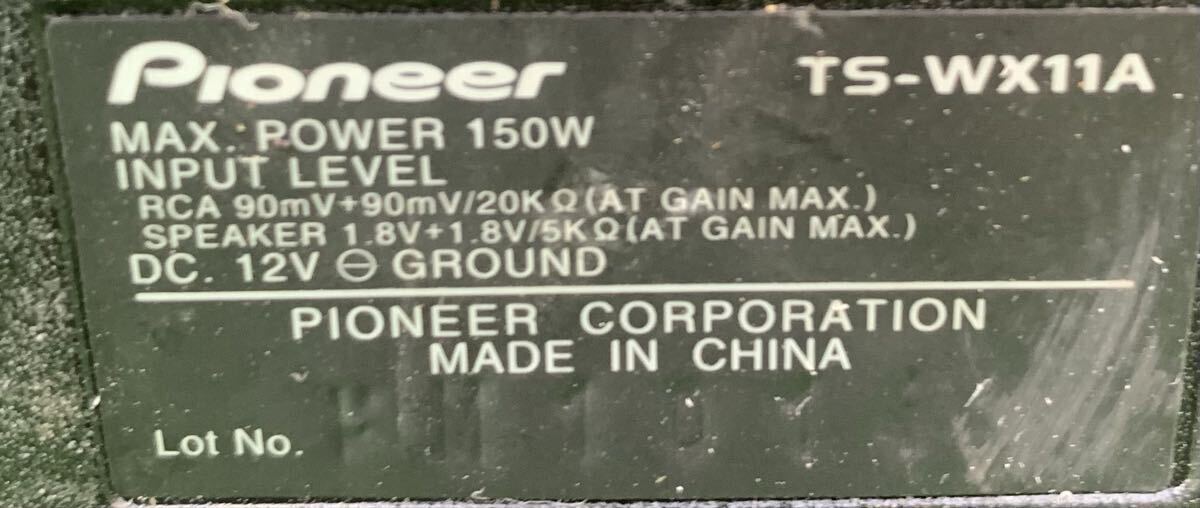 Pioneer TS-WX11A
MAX. POWER 150W
INPUT LEVEL
RCA 90mV+90mV/20KΩ(AT GAIN MAX.)
SPEAKER 1.8V+1.8V/5KΩ(AT GAIN MAX.)
DC. 12V ⊖ GROUND
PIONEER CORPORATION
MADE IN CHINA
Lot No.